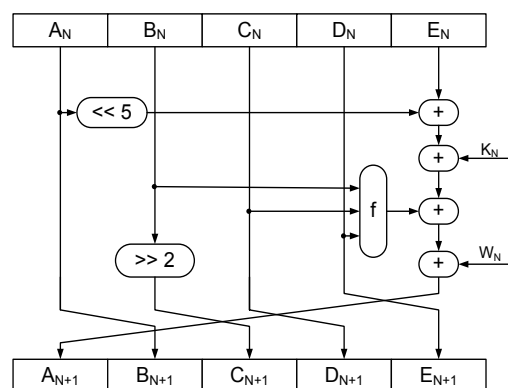 A_N B_N C_N D_N E_N
<< 5 +
+ K_N
f +
>> 2 + W_N
A_N+1 B_N+1 C_N+1 D_N+1 E_N+1